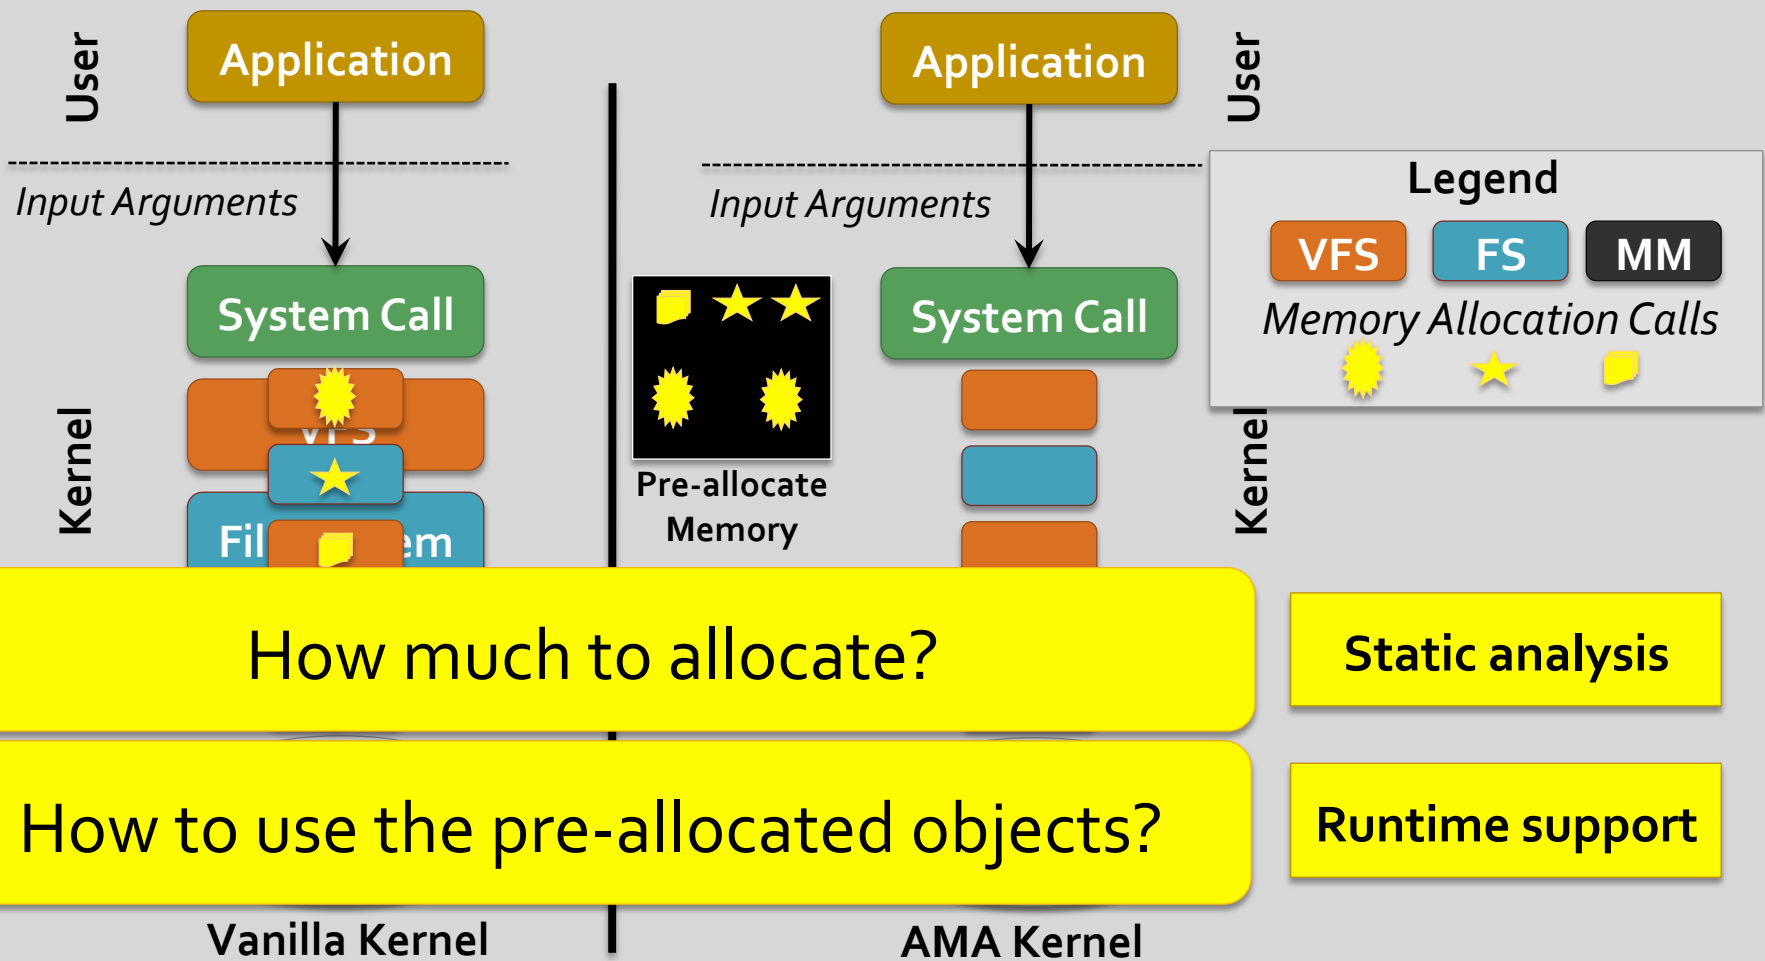 User
Application
Input Arguments
System Call
VFS
Kernel
Vanilla Kernel
Application
User
Input Arguments
System Call
Pre-allocate
Memory
Kernel
AMA Kernel
Legend
VFS FS MM
Memory Allocation Calls
How much to allocate?
Static analysis
How to use the pre-allocated objects?
Runtime support